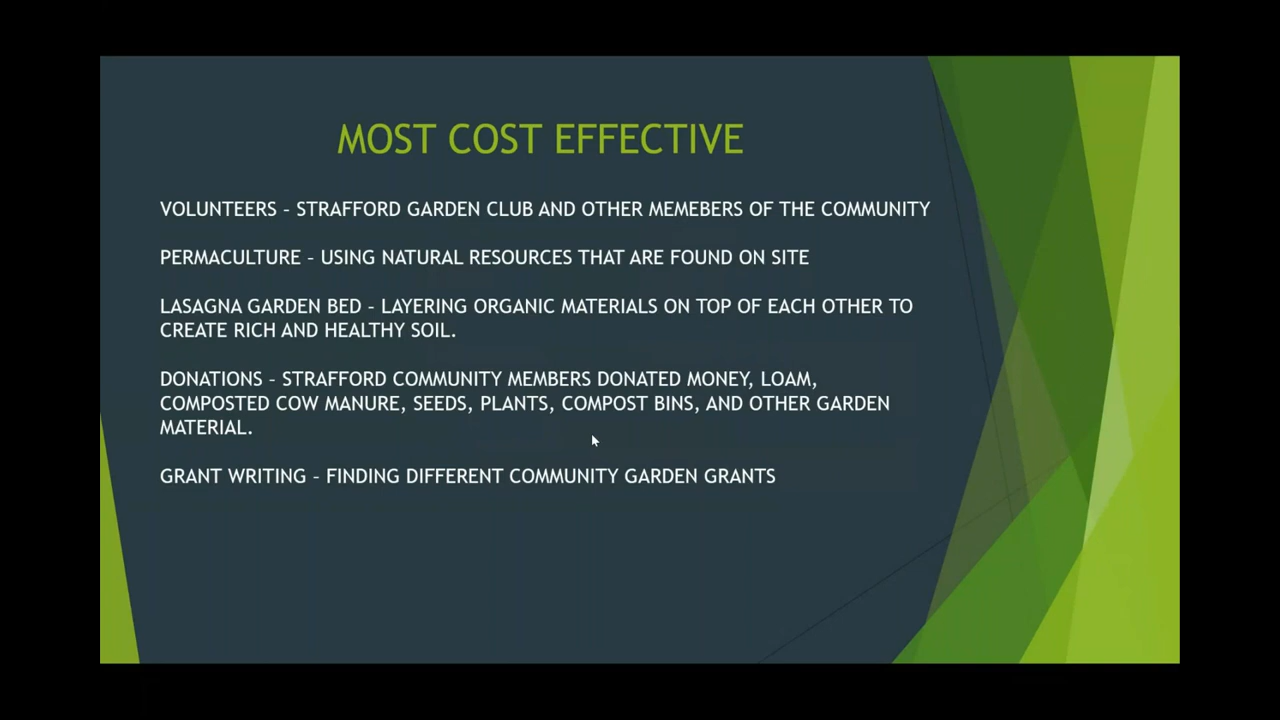 MOST COST EFFECTIVE
VOLUNTEERS – STRAFFORD GARDEN CLUB AND OTHER MEMEBERS OF THE COMMUNITY
PERMACULTURE – USING NATURAL RESOURCES THAT ARE FOUND ON SITE
LASAGNA GARDEN BED – LAYERING ORGANIC MATERIALS ON TOP OF EACH OTHER TO
CREATE RICH AND HEALTHY SOIL.
DONATIONS – STRAFFORD COMMUNITY MEMBERS DONATED MONEY, LOAM,
COMPOSTED COW MANURE, SEEDS, PLANTS, COMPOST BINS, AND OTHER GARDEN
MATERIAL.
GRANT WRITING – FINDING DIFFERENT COMMUNITY GARDEN GRANTS